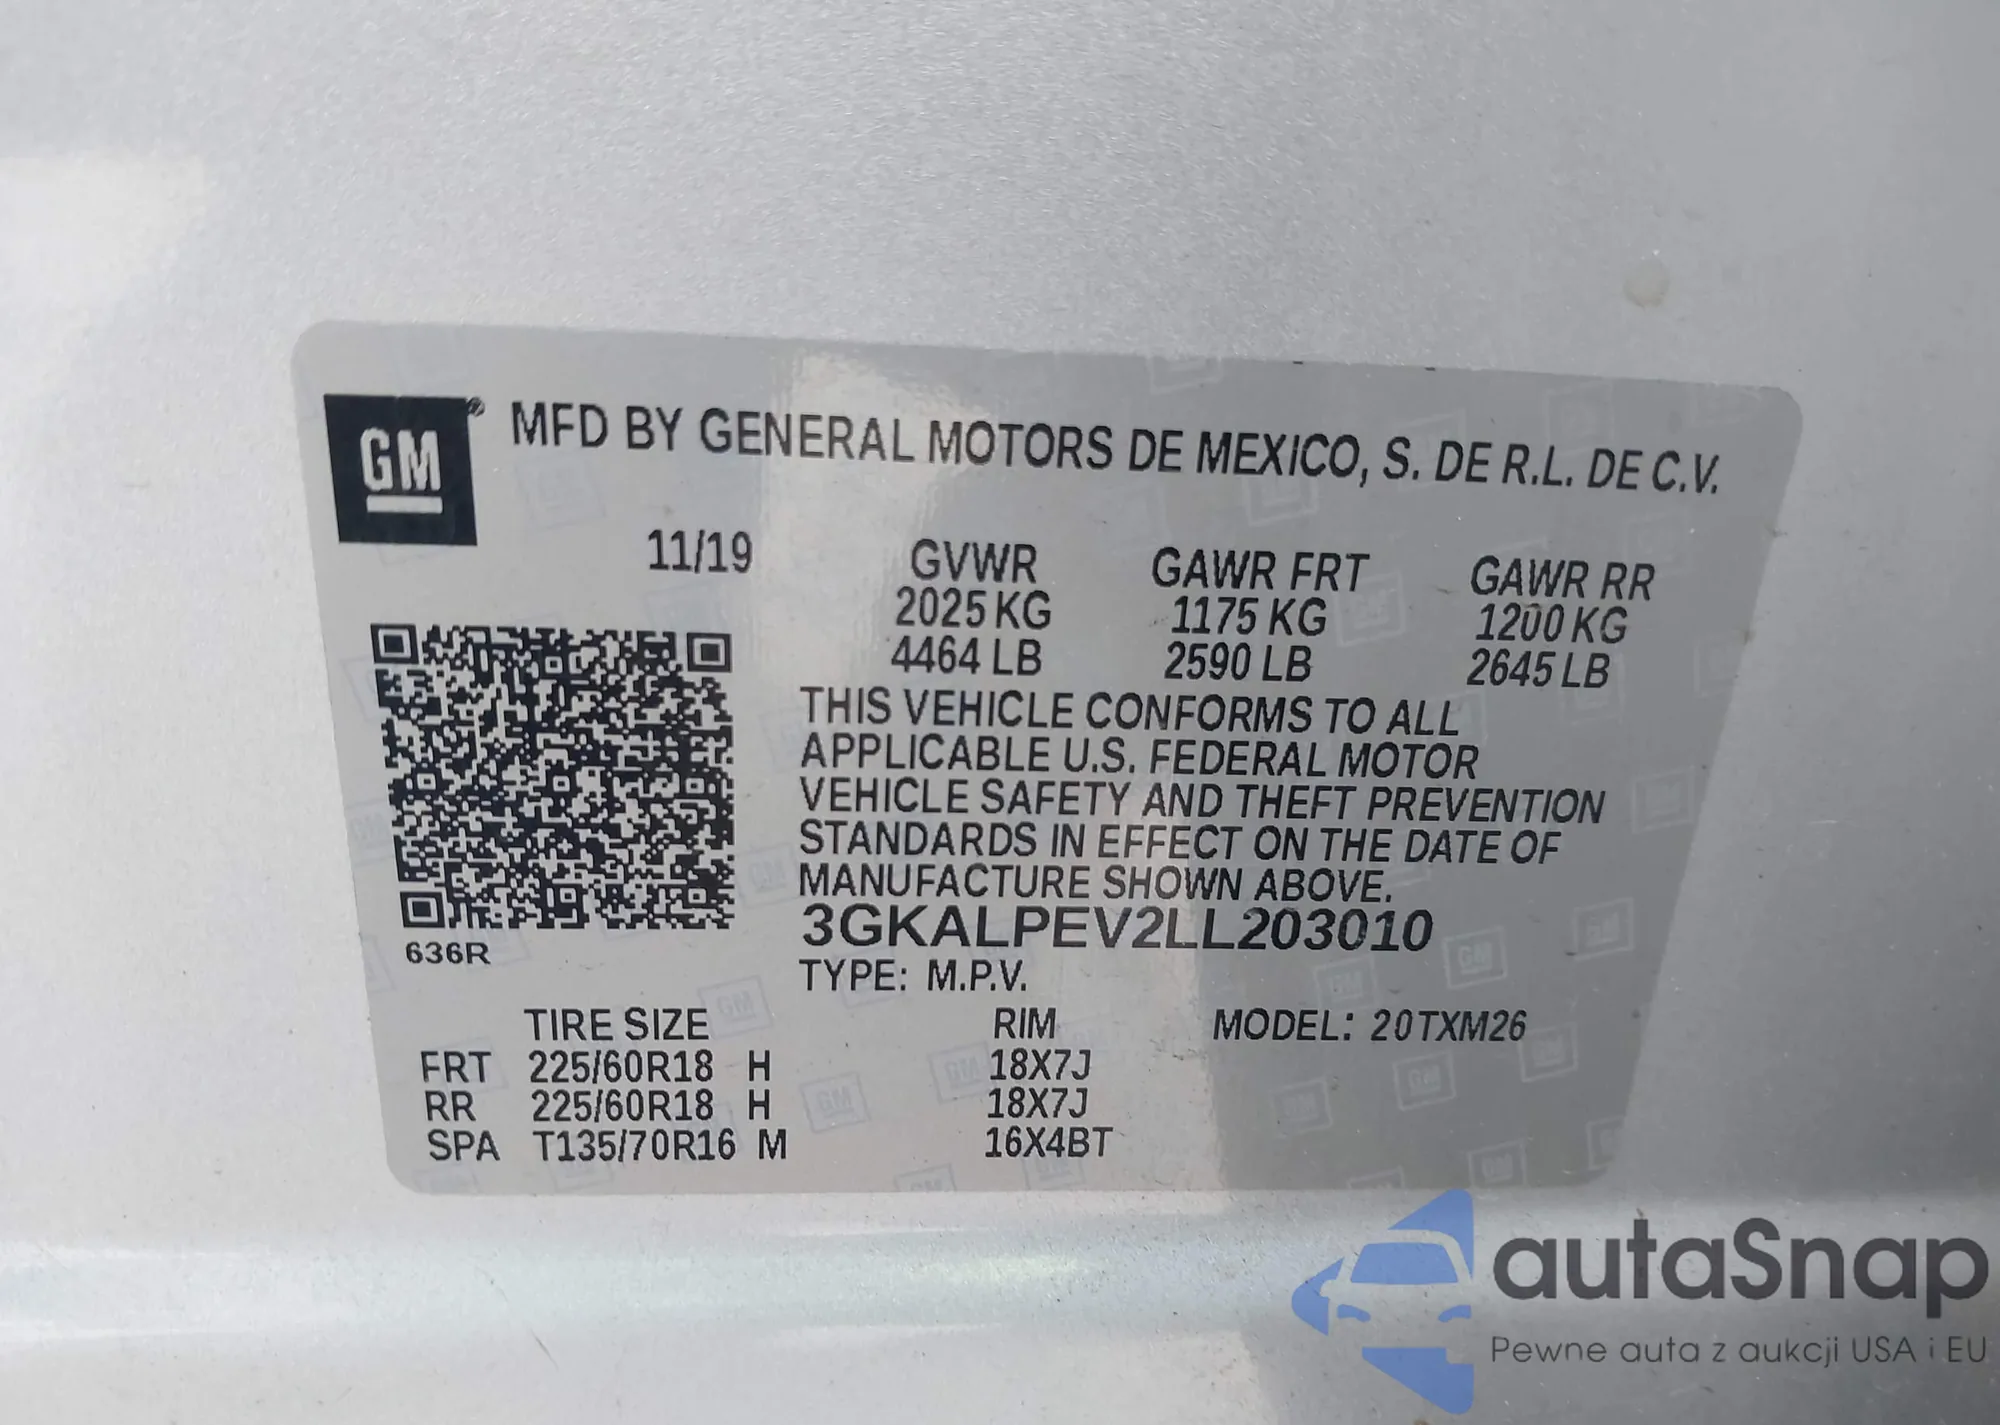 GM® MFD BY GENERAL MOTORS DE MEXICO, S. DE R.L. DE C.V.
11/19 GVWR GAWR FRT GAWR RR
2025 KG 1175 KG 1200 KG
4464 LB 2590 LB 2645 LB
THIS VEHICLE CONFORMS TO ALL
APPLICABLE U.S. FEDERAL MOTOR
VEHICLE SAFETY AND THEFT PREVENTION
STANDARDS IN EFFECT ON THE DATE OF
MANUFACTURE SHOWN ABOVE.
3GKALPEV2LL203010
636R
TYPE: M.P.V.
TIRE SIZE RIM MODEL: 20TXM26
FRT 225/60R18 H 18X7J
RR 225/60R18 H 18X7J
SPA T135/70R16 M 16X4BT
autaSnap
Pewne auta z aukcji USA i EU